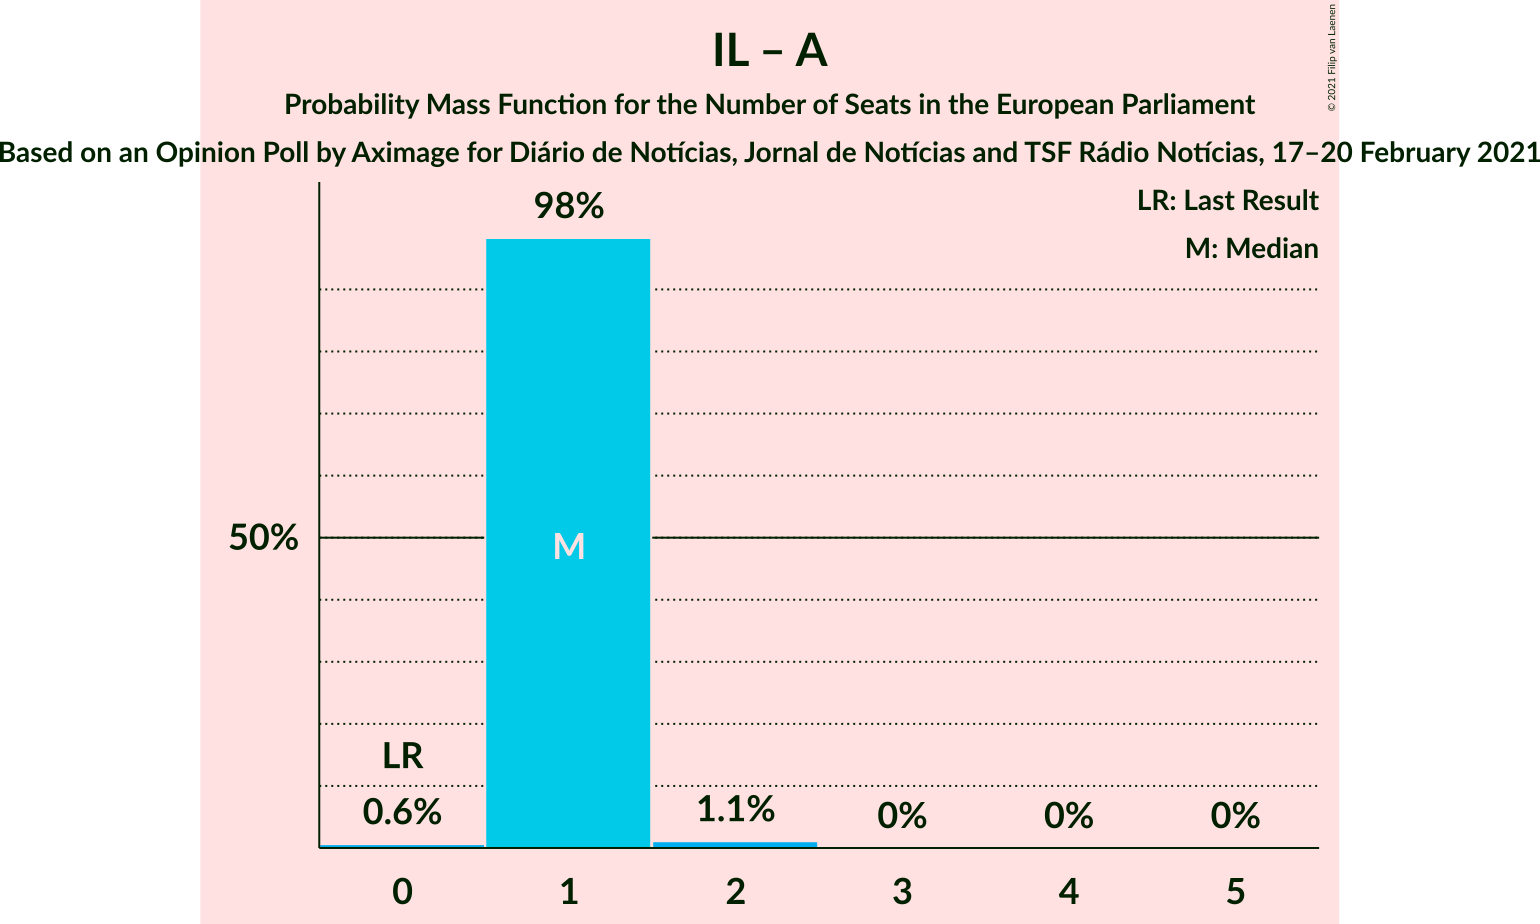 IL – A
Probability Mass Function for the Number of Seats in the European Parliament
Based on an Opinion Poll by Aximage for Diário de Notícias, Jornal de Notícias and TSF Rádio Notícias, 17–20 February 2021
© 2021 Filip van Laenen
LR: Last Result
M: Median
98%
50%
M
LR
0.6%
1.1%
0%
0%
0%
0
1
2
3
4
5